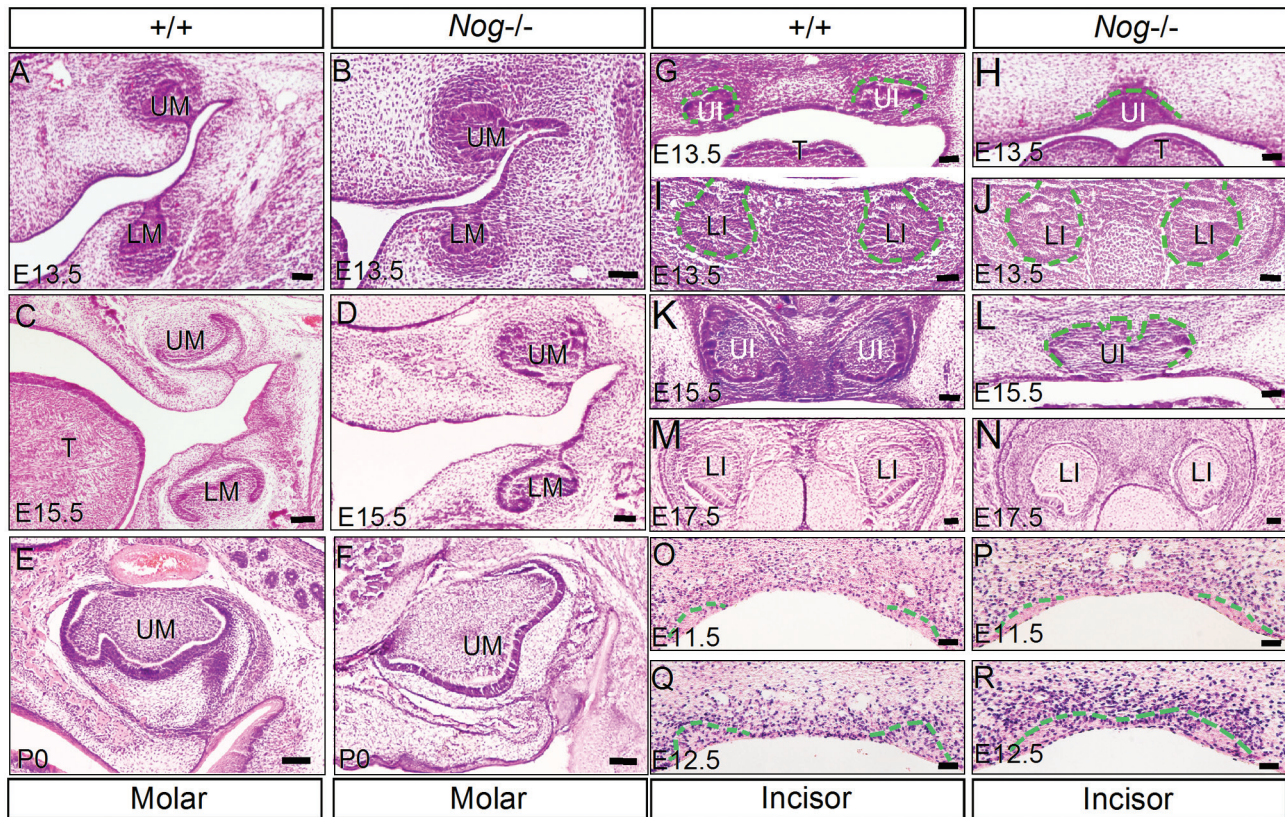 +/+
Nog-/-
+/+
Nog-/-
A
UM
LM
E13.5
B
UM
LM
E13.5
C
UM
T
LM
E15.5
D
UM
LM
E15.5
E
UM
P0
F
UM
P0
G
UI
UI
T
E13.5
H
UI
T
E13.5
I
LI
LI
E13.5
J
LI
LI
E13.5
K
UI
UI
E15.5
L
UI
E15.5
M
LI
LI
E17.5
N
LI
LI
E17.5
O
E11.5
P
E11.5
Q
E12.5
R
E12.5
Molar
Molar
Incisor
Incisor